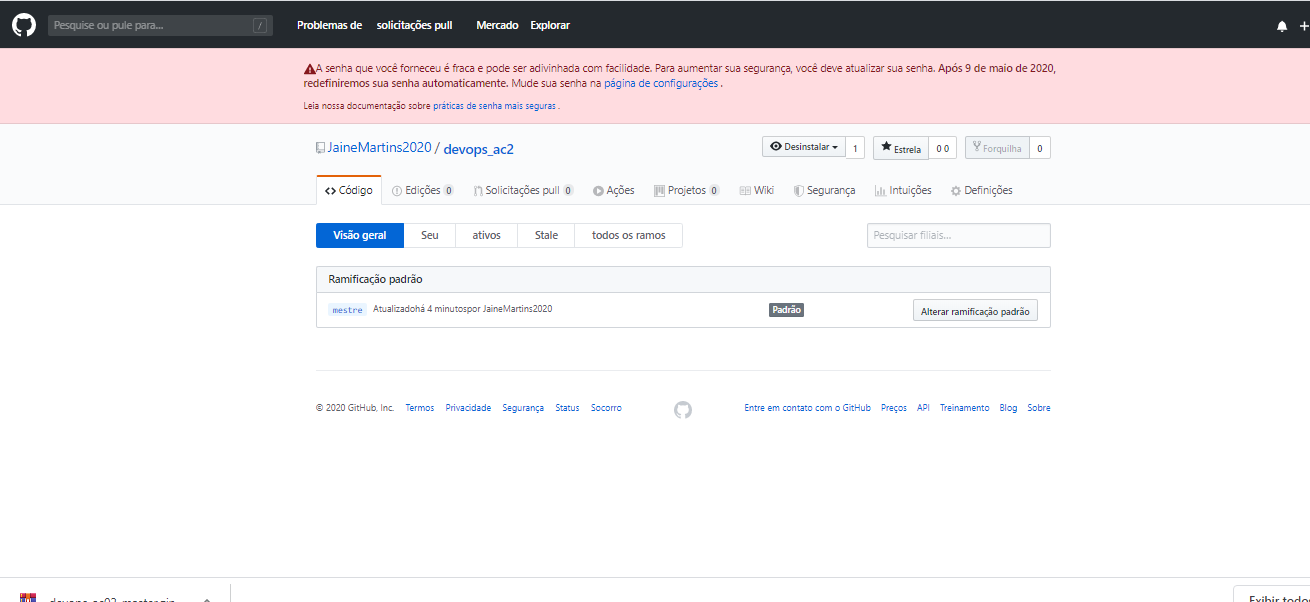 Pesquise ou pule para... / Problemas de solicitações pull Mercado Explorar
A senha que você forneceu é fraca e pode ser adivinhada com facilidade. Para aumentar sua segurança, você deve atualizar sua senha. Após 9 de maio de 2020,
redefiniremos sua senha automaticamente. Mude sua senha na página de configurações .
Leia nossa documentação sobre práticas de senha mais seguras .
JaineMartins2020 / devops_ac2 Desinstalar 1 Estrela 0 0 Forquilha 0
Código Edições 0 Solicitações pull 0 Ações Projetos 0 Wiki Segurança Intuições Definições
Visão geral Seu ativos Stale todos os ramos Pesquisar filiais...
Ramificação padrão
mestre Atualizadohá 4 minutospor JaineMartins2020 Padrão Alterar ramificação padrão
© 2020 GitHub, Inc. Termos Privacidade Segurança Status Socorro Entre em contato com o GitHub Preços API Treinamento Blog Sobre
Exibir todo